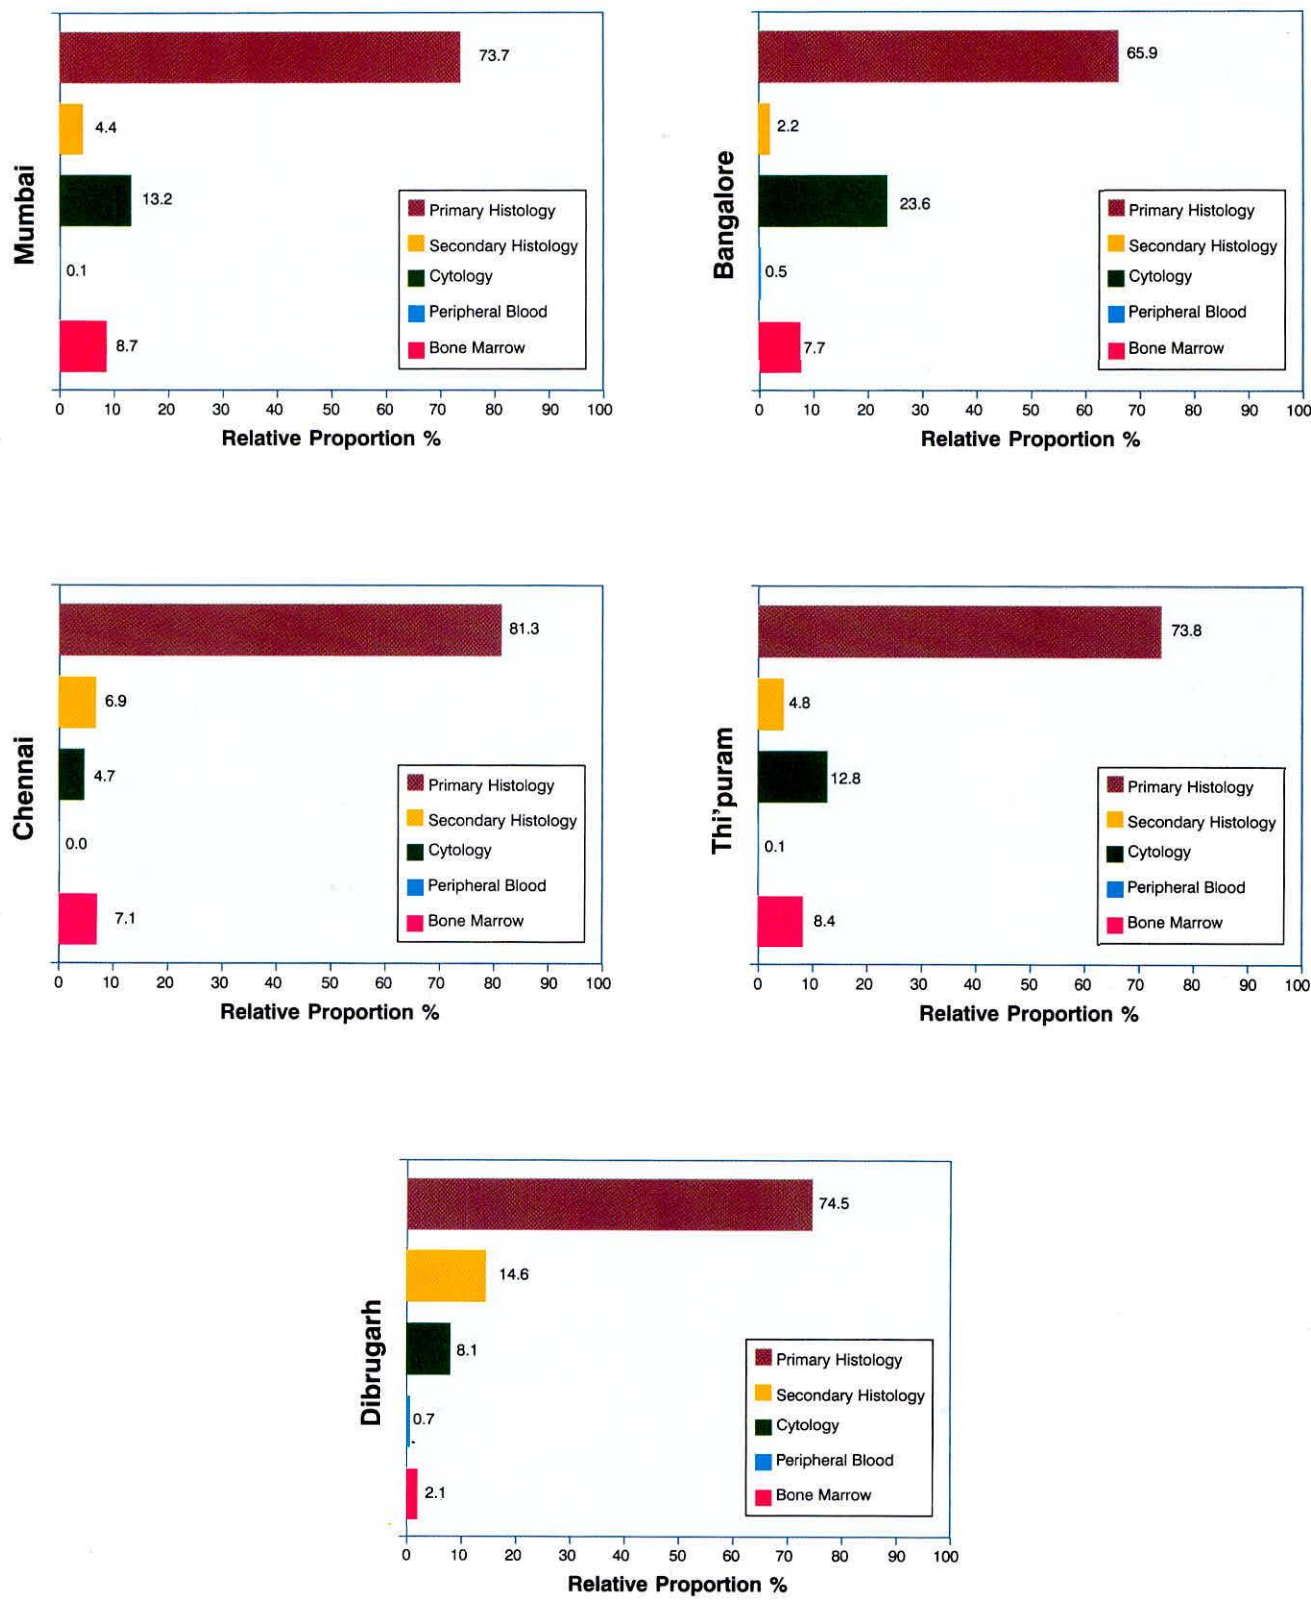 Mumbai
73.7
4.4
13.2
0.1
8.7
Primary Histology
Secondary Histology
Cytology
Peripheral Blood
Bone Marrow
0 10 20 30 40 50 60 70 80 90 100
Relative Proportion %
Bangalore
65.9
2.2
23.6
0.5
7.7
Primary Histology
Secondary Histology
Cytology
Peripheral Blood
Bone Marrow
0 10 20 30 40 50 60 70 80 90 100
Relative Proportion %
Chennai
81.3
6.9
4.7
0.0
7.1
Primary Histology
Secondary Histology
Cytology
Peripheral Blood
Bone Marrow
0 10 20 30 40 50 60 70 80 90 100
Relative Proportion %
Thi'puram
73.8
4.8
12.8
0.1
8.4
Primary Histology
Secondary Histology
Cytology
Peripheral Blood
Bone Marrow
0 10 20 30 40 50 60 70 80 90 100
Relative Proportion %
Dibrugarh
74.5
14.6
8.1
0.7
2.1
Primary Histology
Secondary Histology
Cytology
Peripheral Blood
Bone Marrow
0 10 20 30 40 50 60 70 80 90 100
Relative Proportion %